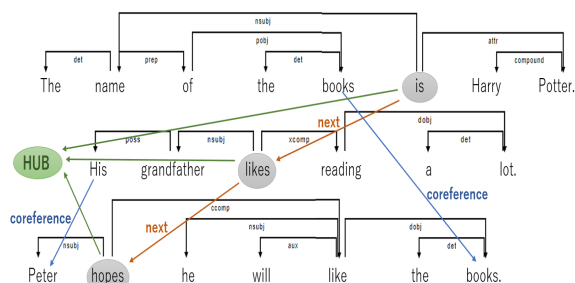 nsubj
pobj
attr
det
prep
det
compound
The name of the books is Harry Potter.
next
dobj
poss
nsubj
xcomp
det
HUB
His grandfather likes reading a lot.
coreference
next
coreference
ccomp
nsubj
dobj
nsubj
aux
det
Peter hopes he will like the books.